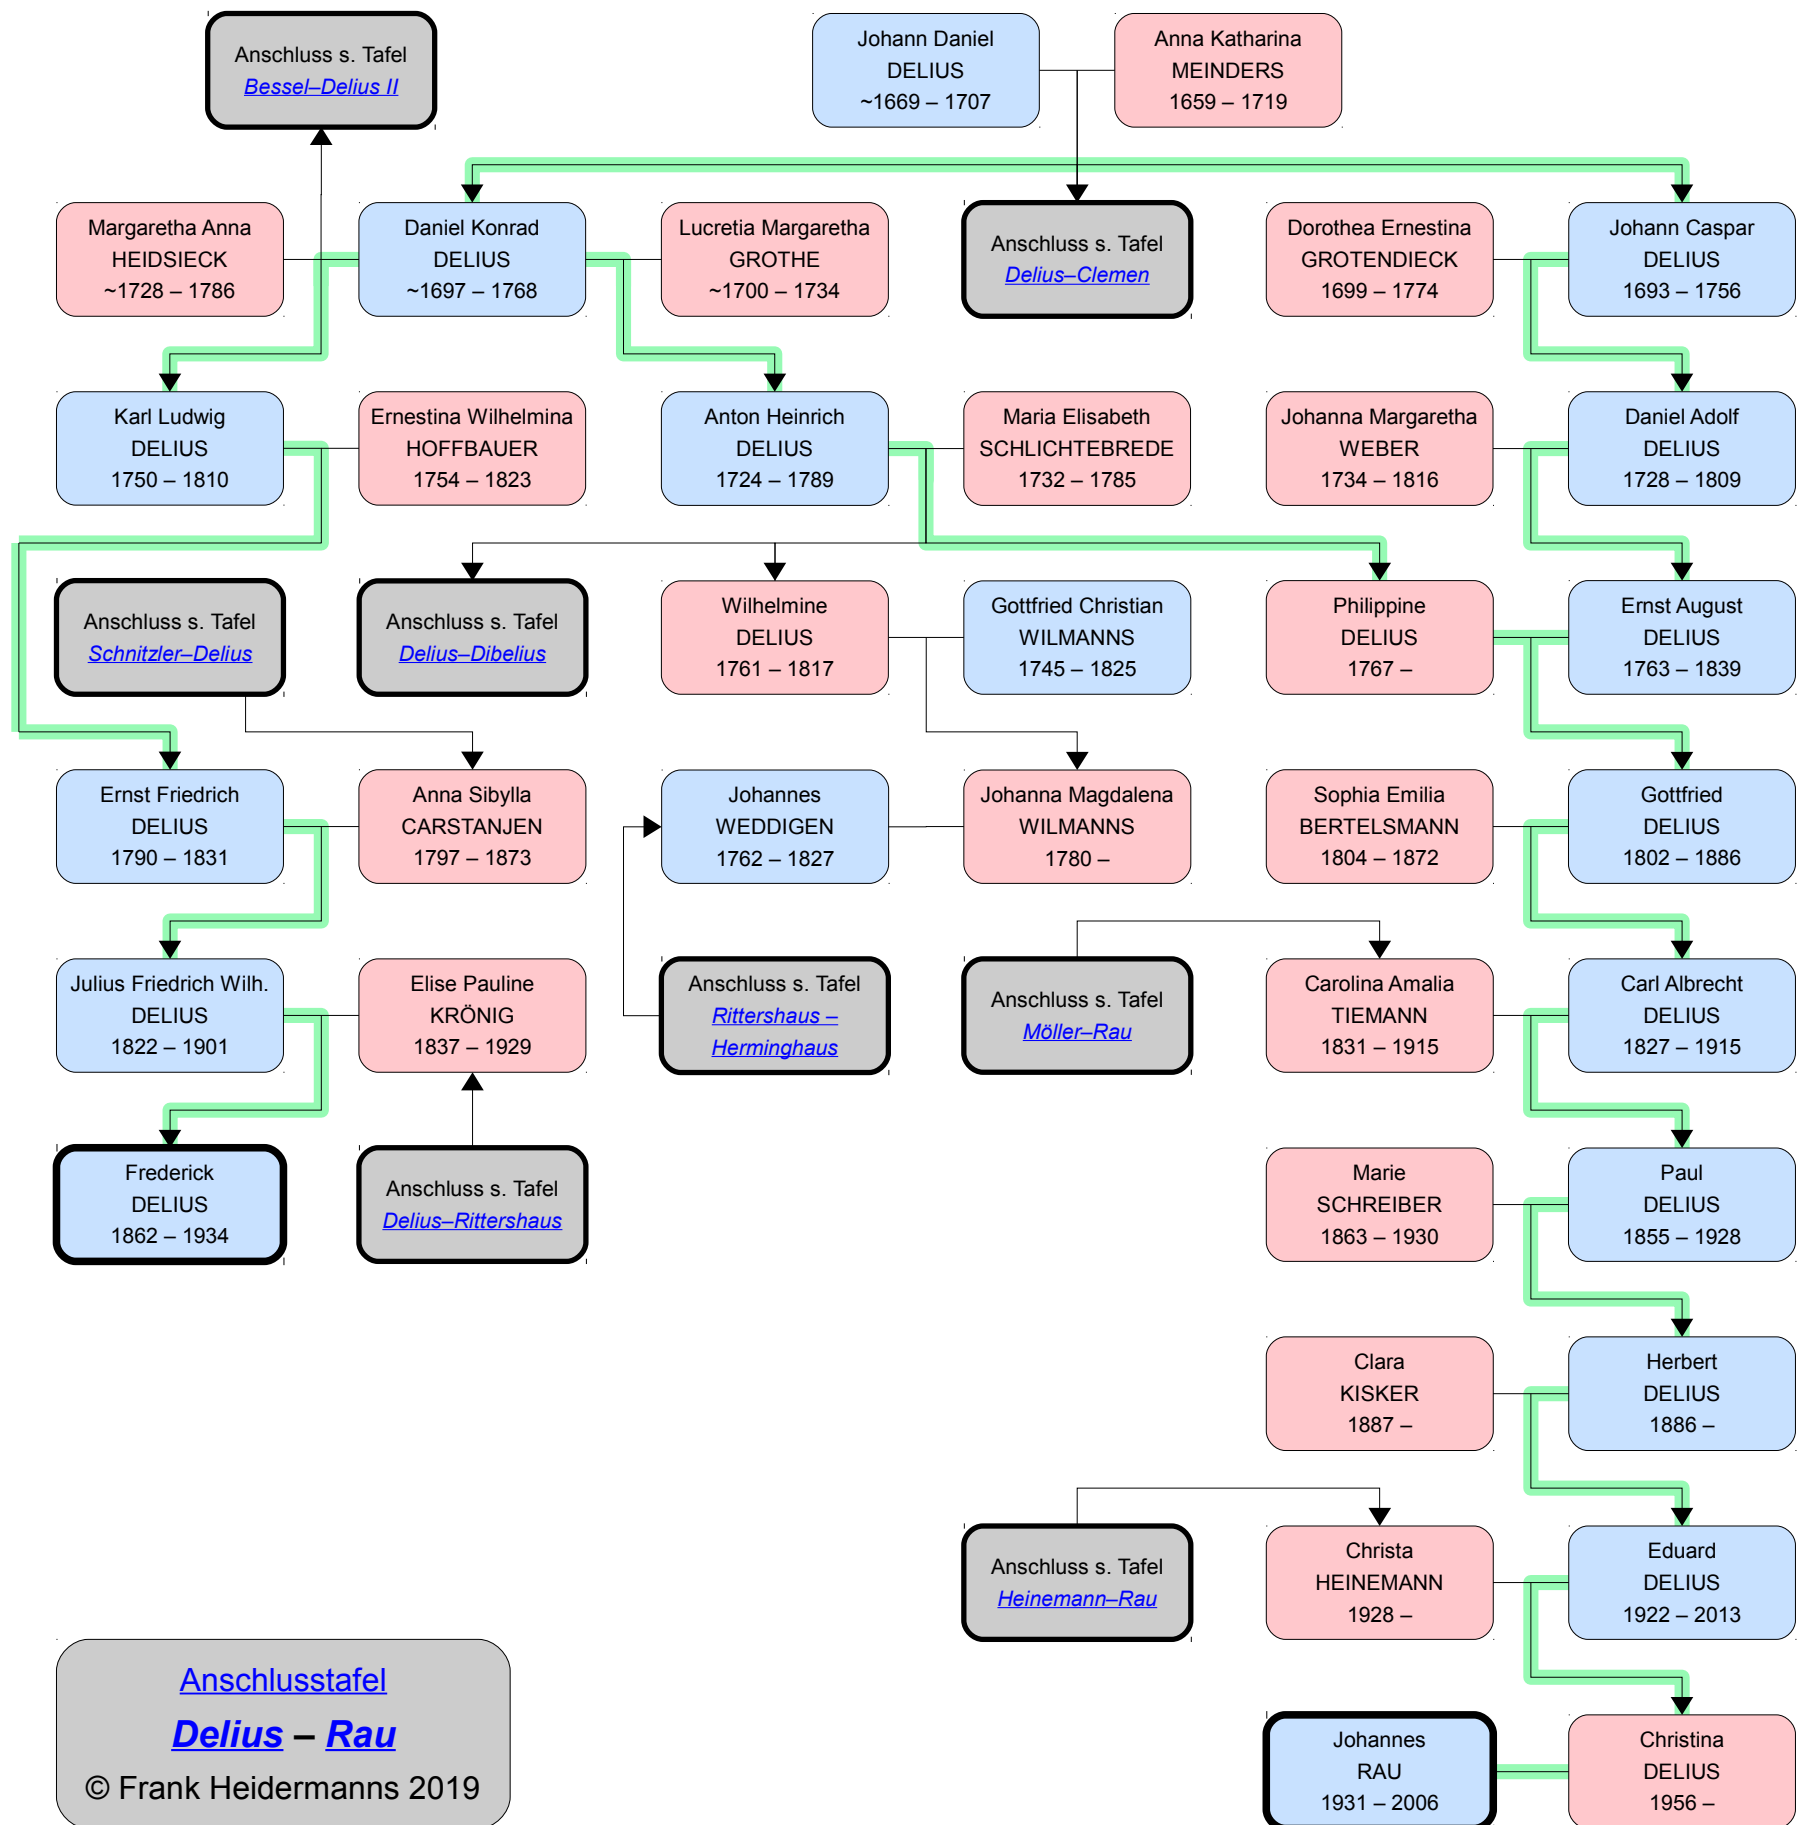 Anschluss s. Tafel
Bessel–Delius II
Johann Daniel
DELIUS
~1669 – 1707
Anna Katharina
MEINDERS
1659 – 1719
Margaretha Anna
HEIDSIECK
~1728 – 1786
Daniel Konrad
DELIUS
~1697 – 1768
Lucretia Margaretha
GROTHE
~1700 – 1734
Anschluss s. Tafel
Delius–Clemen
Dorothea Ernestina
GROTENDIECK
1699 – 1774
Johann Caspar
DELIUS
1693 – 1756
Karl Ludwig
DELIUS
1750 – 1810
Ernestina Wilhelmina
HOFFBAUER
1754 – 1823
Anton Heinrich
DELIUS
1724 – 1789
Maria Elisabeth
SCHLICHTEBREDE
1732 – 1785
Johanna Margaretha
WEBER
1734 – 1816
Daniel Adolf
DELIUS
1728 – 1809
Anschluss s. Tafel
Schnitzler–Delius
Anschluss s. Tafel
Delius–Dibelius
Wilhelmine
DELIUS
1761 – 1817
Gottfried Christian
WILMANNS
1745 – 1825
Philippine
DELIUS
1767 –
Ernst August
DELIUS
1763 – 1839
Ernst Friedrich
DELIUS
1790 – 1831
Anna Sibylla
CARSTANJEN
1797 – 1873
Johannes
WEDDIGEN
1762 – 1827
Johanna Magdalena
WILMANNS
1780 –
Sophia Emilia
BERTELSMANN
1804 – 1872
Gottfried
DELIUS
1802 – 1886
Julius Friedrich Wilh.
DELIUS
1822 – 1901
Elise Pauline
KRÖNIG
1837 – 1929
Anschluss s. Tafel
Rittershaus –
Herminghaus
Anschluss s. Tafel
Möller–Rau
Carolina Amalia
TIEMANN
1831 – 1915
Carl Albrecht
DELIUS
1827 – 1915
Frederick
DELIUS
1862 – 1934
Anschluss s. Tafel
Delius–Rittershaus
Marie
SCHREIBER
1863 – 1930
Paul
DELIUS
1855 – 1928
Clara
KISKER
1887 –
Herbert
DELIUS
1886 –
Anschluss s. Tafel
Heinemann–Rau
Christa
HEINEMANN
1928 –
Eduard
DELIUS
1922 – 2013
Anschlusstafel
Delius – Rau
© Frank Heidermanns 2019
Johannes
RAU
1931 – 2006
Christina
DELIUS
1956 –